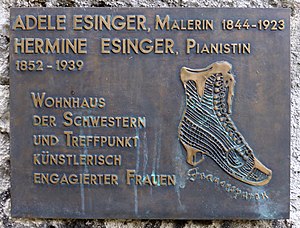 ADELE ESINGER, MALERIN 1844-1923
HERMINE ESINGER, PIANISTIN
1852-1939
WOHNHAUS
DER SCHWESTERN
UND TREFFPUNKT
KÜNSTLERISCH
ENGAGIERTER FRAUEN